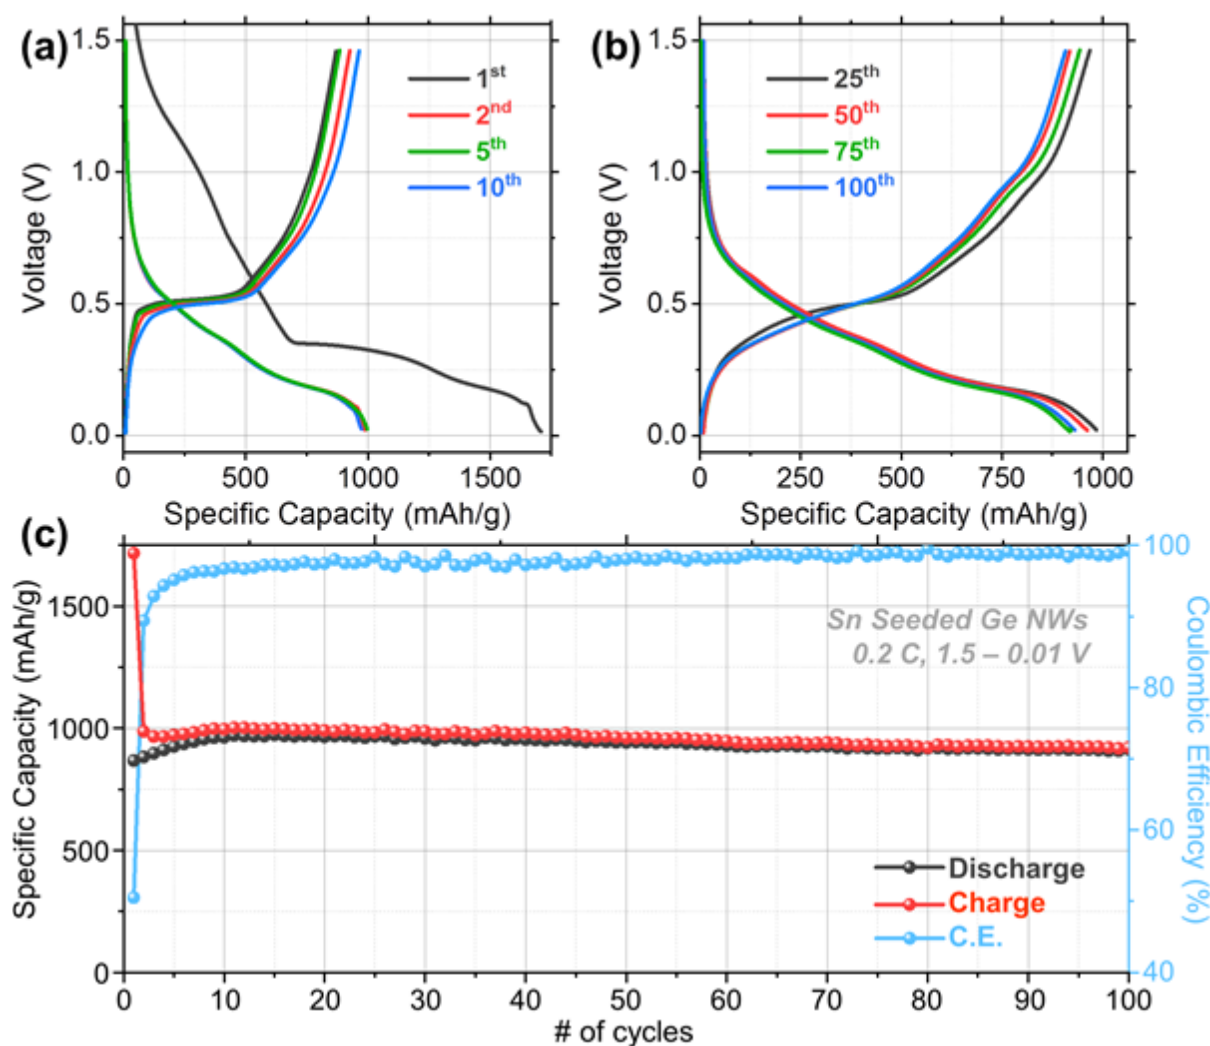 (a)
1.5
1.0
0.5
0.0
Voltage (V)
1st
2nd
5th
10th
0 500 1000 1500
Specific Capacity (mAh/g)
(b)
1.5
1.0
0.5
0.0
Voltage (V)
25th
50th
75th
100th
0 250 500 750 1000
Specific Capacity (mAh/g)
(c)
1500
1000
500
0
Specific Capacity (mAh/g)
Sn Seeded Ge NWs
0.2 C, 1.5 – 0.01 V
Discharge
Charge
C.E.
100
80
60
40
Coulombic Efficiency (%)
0 10 20 30 40 50 60 70 80 90 100
# of cycles